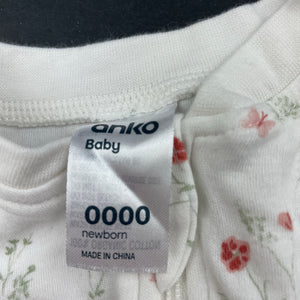 anko
Baby
0000
newborn
100% ORGANIC COTTON
MADE IN CHINA